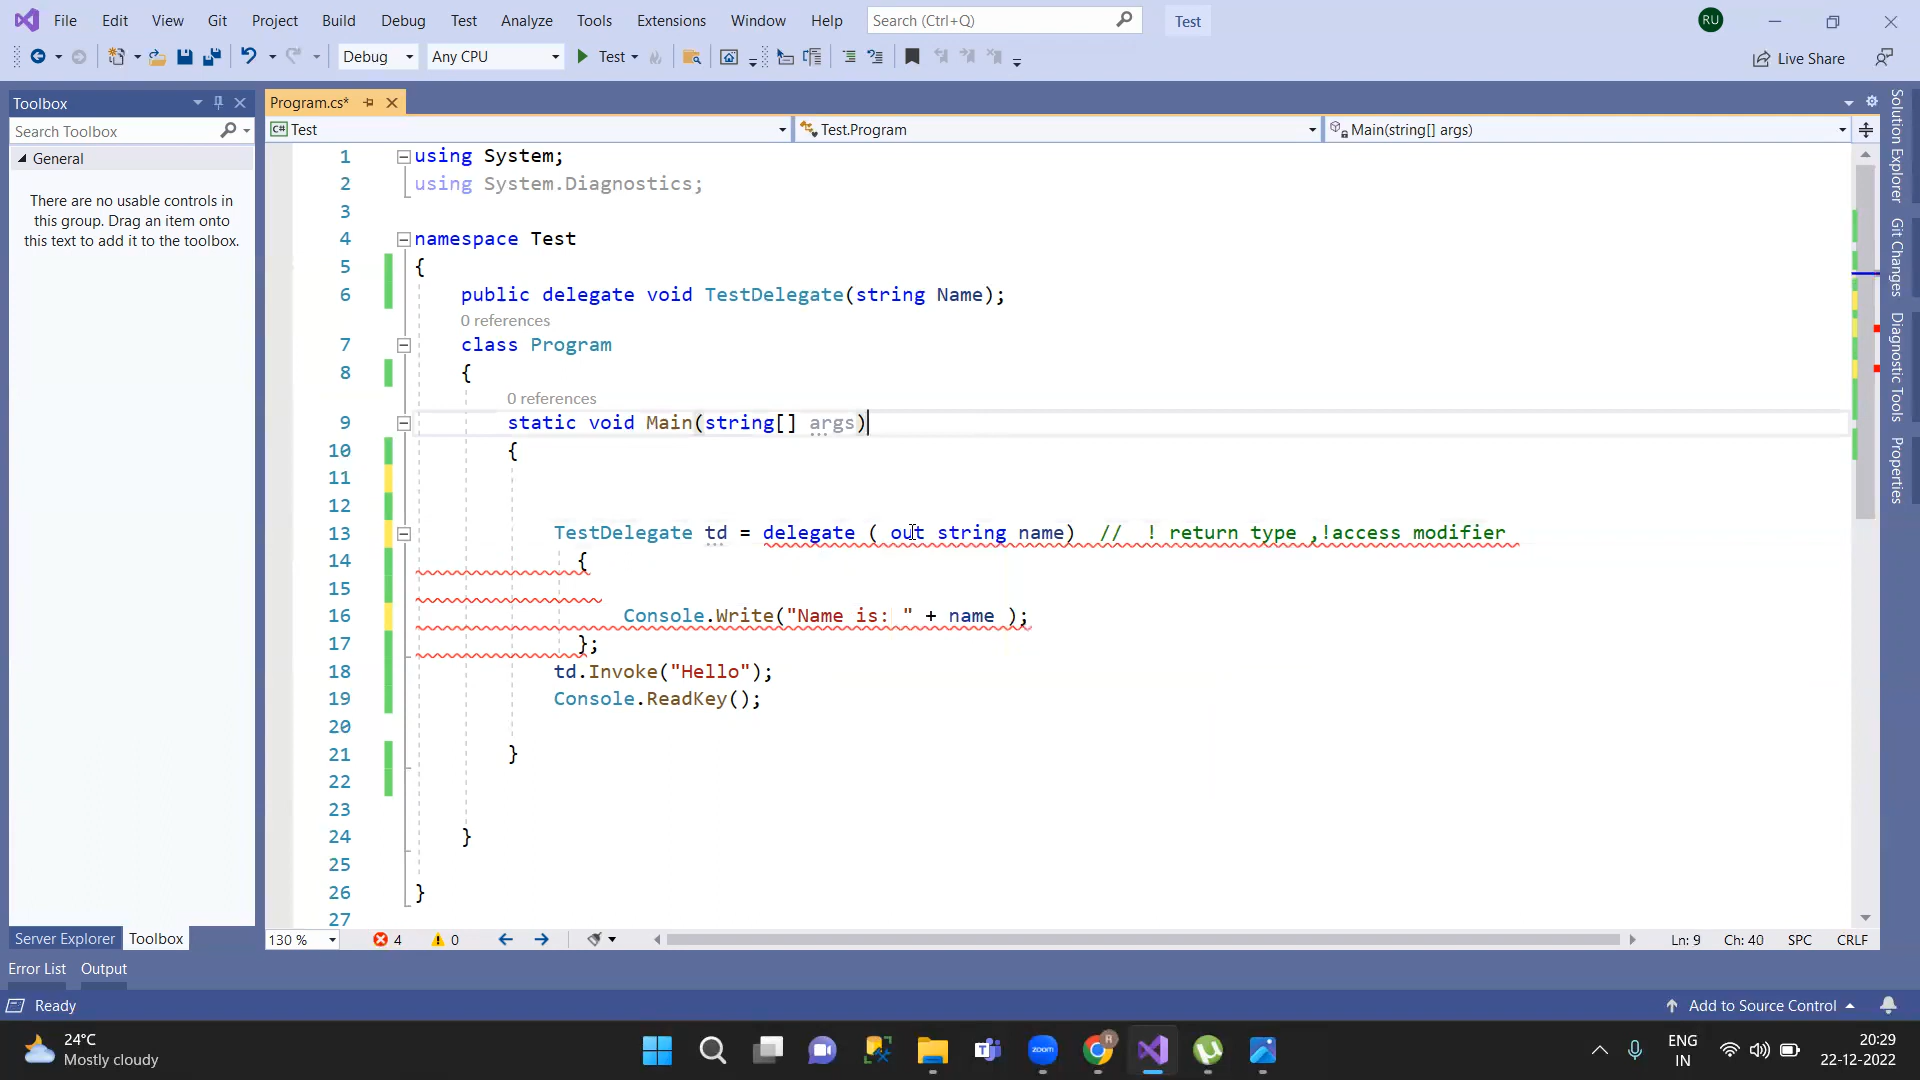 File Edit View Git Project Build Debug Test Analyze Tools Extensions Window Help Search (Ctrl+Q) Test RU
Debug Any CPU Test Live Share
Toolbox
Search Toolbox
General
There are no usable controls in
this group. Drag an item onto
this text to add it to the toolbox.
Server Explorer Toolbox
Program.cs*
C# Test Test.Program Main(string[] args)
1 using System;
2 using System.Diagnostics;
3
4 namespace Test
5 {
6 public delegate void TestDelegate(string Name);
0 references
7 class Program
8 {
0 references
9 static void Main(string[] args)
10 {
11
12
13 TestDelegate td = delegate ( out string name) // ! return type ,!access modifier
14 {
15
16 Console.Write("Name is: " + name );
17 };
18 td.Invoke("Hello");
19 Console.ReadKey();
20
21 }
22
23
24 }
25
26 }
27
130 % 4 0 Ln: 9 Ch: 40 SPC CRLF
Solution Explorer
Git Changes
Diagnostic Tools
Properties
Error List Output
Ready Add to Source Control
24°C
Mostly cloudy
zoom
R
ENG
IN
20:29
22-12-2022